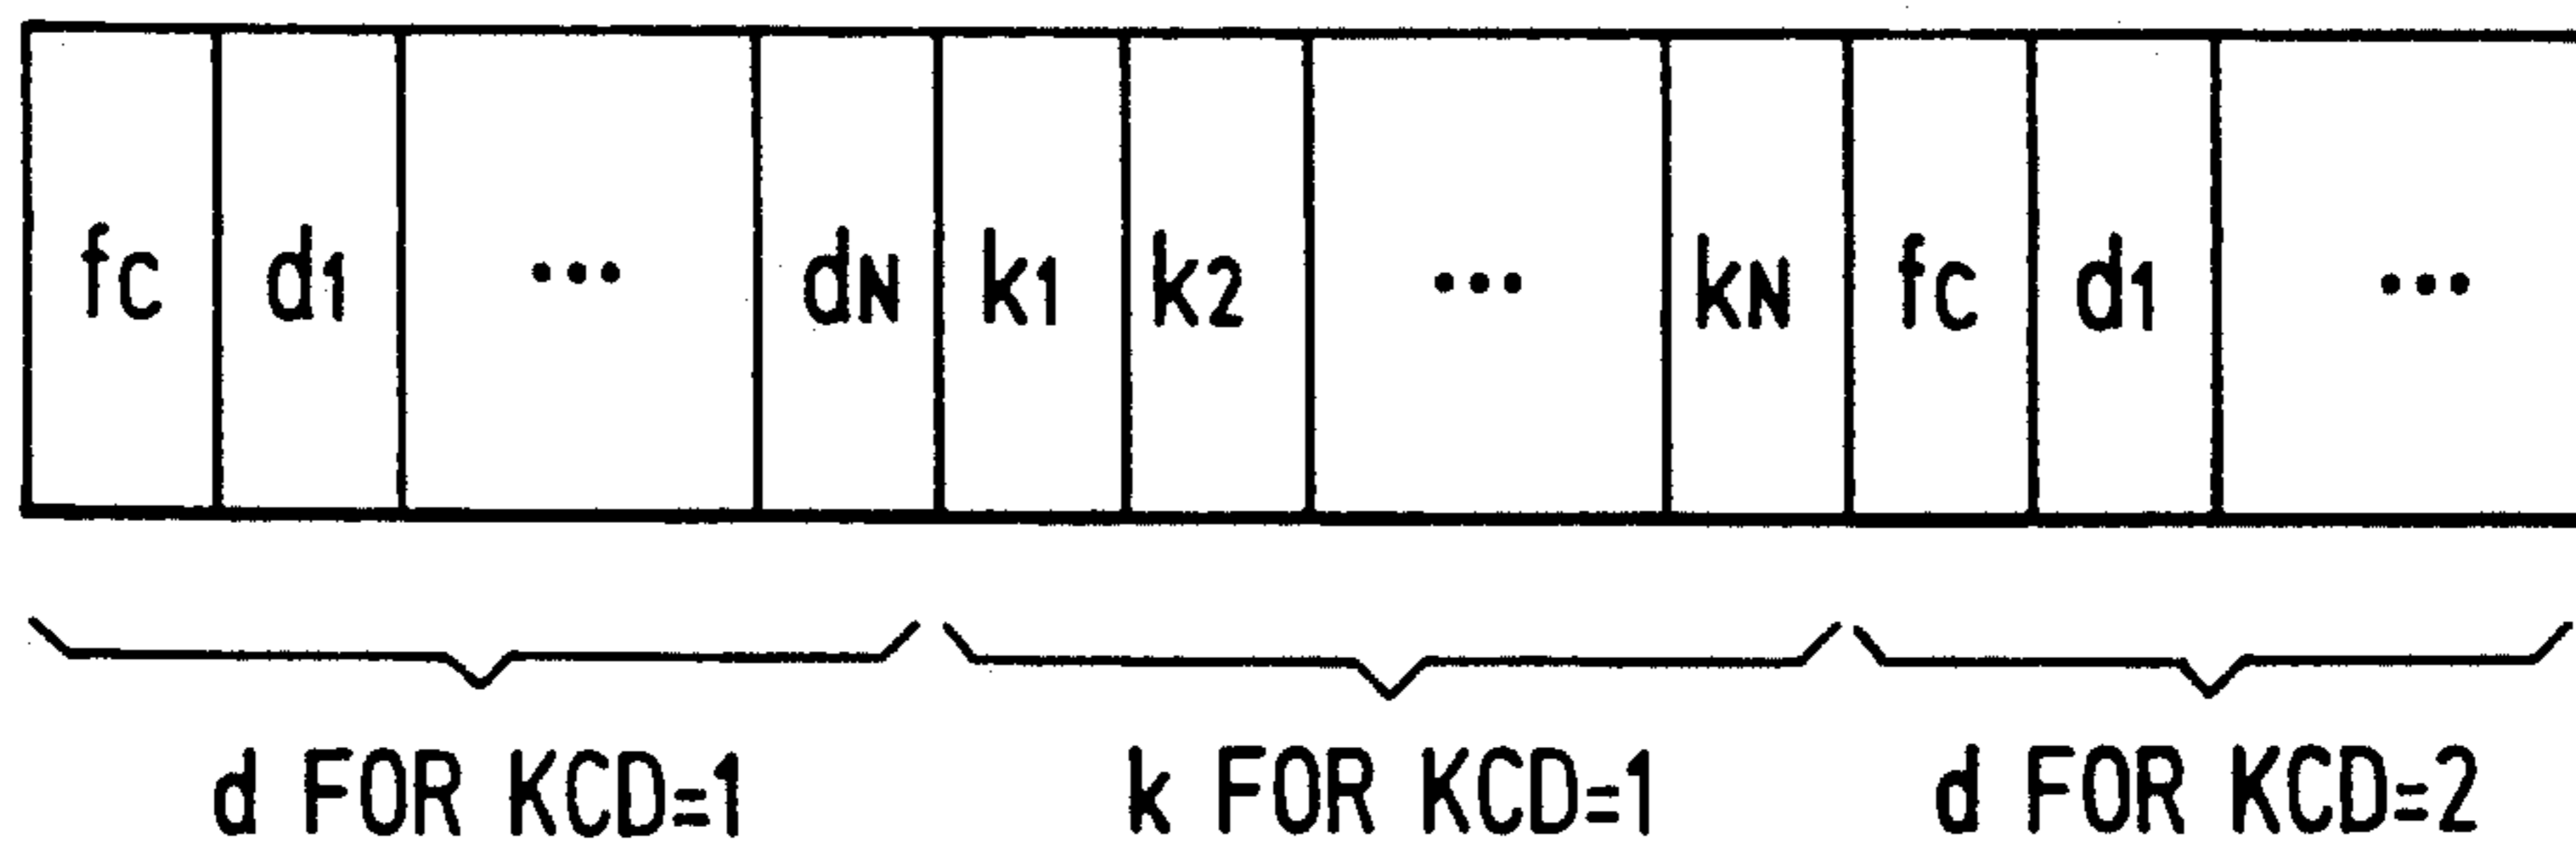 fc d1 ... dN k1 k2 ... kN fc d1 ...
d FOR KCD=1 k FOR KCD=1 d FOR KCD=2